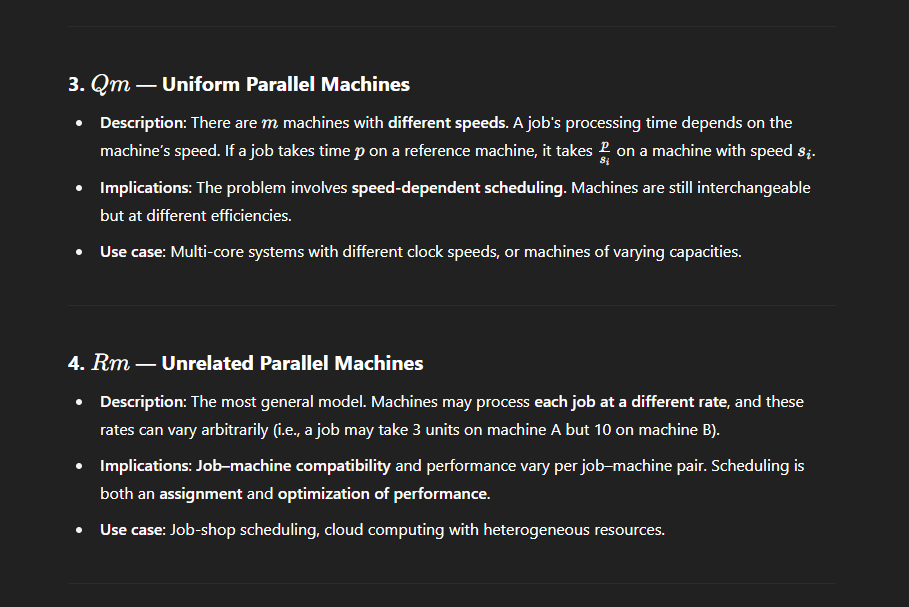 3. Qm — Uniform Parallel Machines
• Description: There are m machines with different speeds. A job's processing time depends on the
machine’s speed. If a job takes time p on a reference machine, it takes p/s_i on a machine with speed s_i.
• Implications: The problem involves speed-dependent scheduling. Machines are still interchangeable
but at different efficiencies.
• Use case: Multi-core systems with different clock speeds, or machines of varying capacities.
4. Rm — Unrelated Parallel Machines
• Description: The most general model. Machines may process each job at a different rate, and these
rates can vary arbitrarily (i.e., a job may take 3 units on machine A but 10 on machine B).
• Implications: Job–machine compatibility and performance vary per job–machine pair. Scheduling is
both an assignment and optimization of performance.
• Use case: Job-shop scheduling, cloud computing with heterogeneous resources.